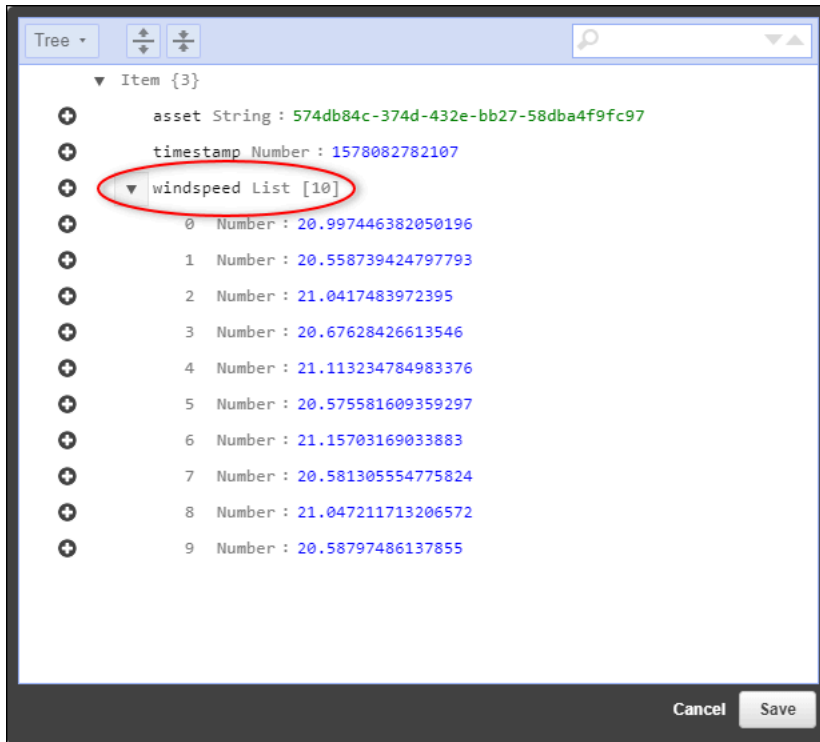 Tree
Item {3}
asset String : 574db84c-374d-432e-bb27-58dba4f9fc97
timestamp Number : 1578082782107
windspeed List [10]
0 Number : 20.997446382050196
1 Number : 20.558739424797793
2 Number : 21.0417483972395
3 Number : 20.67628426613546
4 Number : 21.113234784983376
5 Number : 20.575581609359297
6 Number : 21.15703169033883
7 Number : 20.581305554775824
8 Number : 21.047211713206572
9 Number : 20.58797486137855
Cancel Save